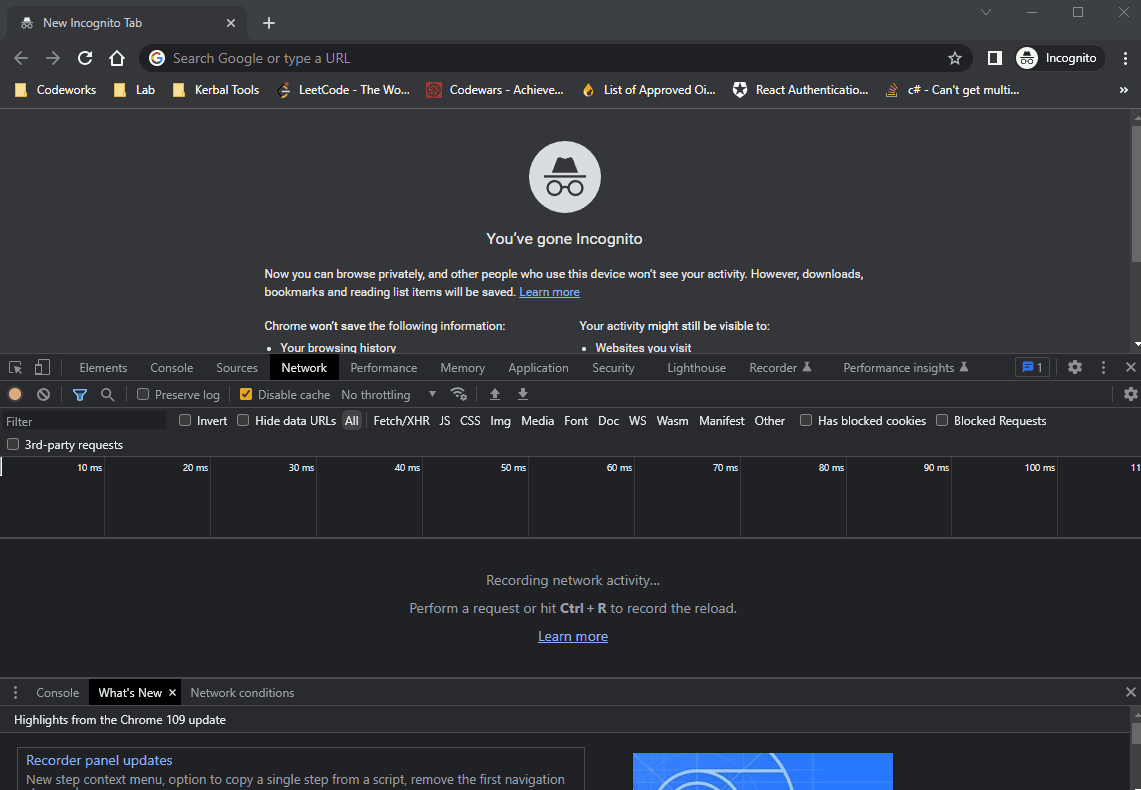 New Incognito Tab
Search Google or type a URL
Incognito
Codeworks Lab Kerbal Tools LeetCode - The Wo... Codewars - Achieve... List of Approved Oi... React Authenticatio... c# - Can't get multi... »
You've gone Incognito
Now you can browse privately, and other people who use this device won't see your activity. However, downloads,
bookmarks and reading list items will be saved. Learn more
Chrome won't save the following information: Your activity might still be visible to:
• Your browsing history • Websites you visit
Elements Console Sources Network Performance Memory Application Security Lighthouse Recorder Performance insights 1
Preserve log Disable cache No throttling
Filter Invert Hide data URLs All Fetch/XHR JS CSS Img Media Font Doc WS Wasm Manifest Other Has blocked cookies Blocked Requests
3rd-party requests
10 ms 20 ms 30 ms 40 ms 50 ms 60 ms 70 ms 80 ms 90 ms 100 ms 11
Recording network activity...
Perform a request or hit Ctrl + R to record the reload.
Learn more
Console What's New Network conditions
Highlights from the Chrome 109 update
Recorder panel updates
New step context menu, option to copy a single step from a script, remove the first navigation